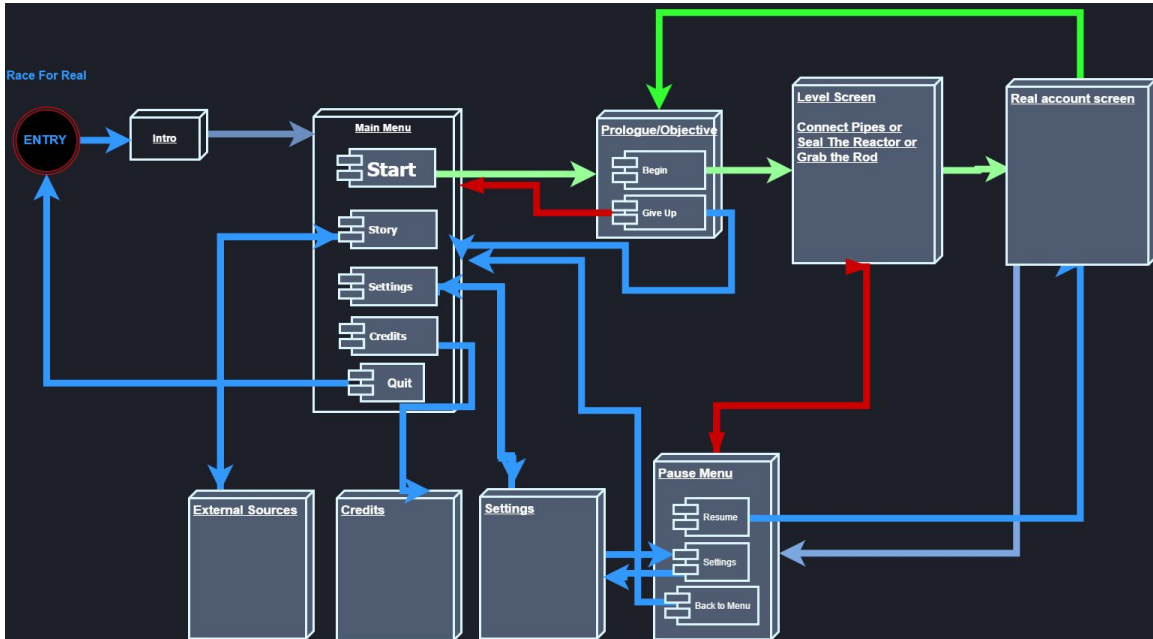 Race For Real
ENTRY
Intro
Main Menu
Start
Story
Settings
Credits
Quit
Prologue/Objective
Begin
Give Up
Level Screen
Connect Pipes or
Seal The Reactor or
Grab the Rod
Real account screen
External Sources
Credits
Settings
Pause Menu
Resume
Settings
Back to Menu